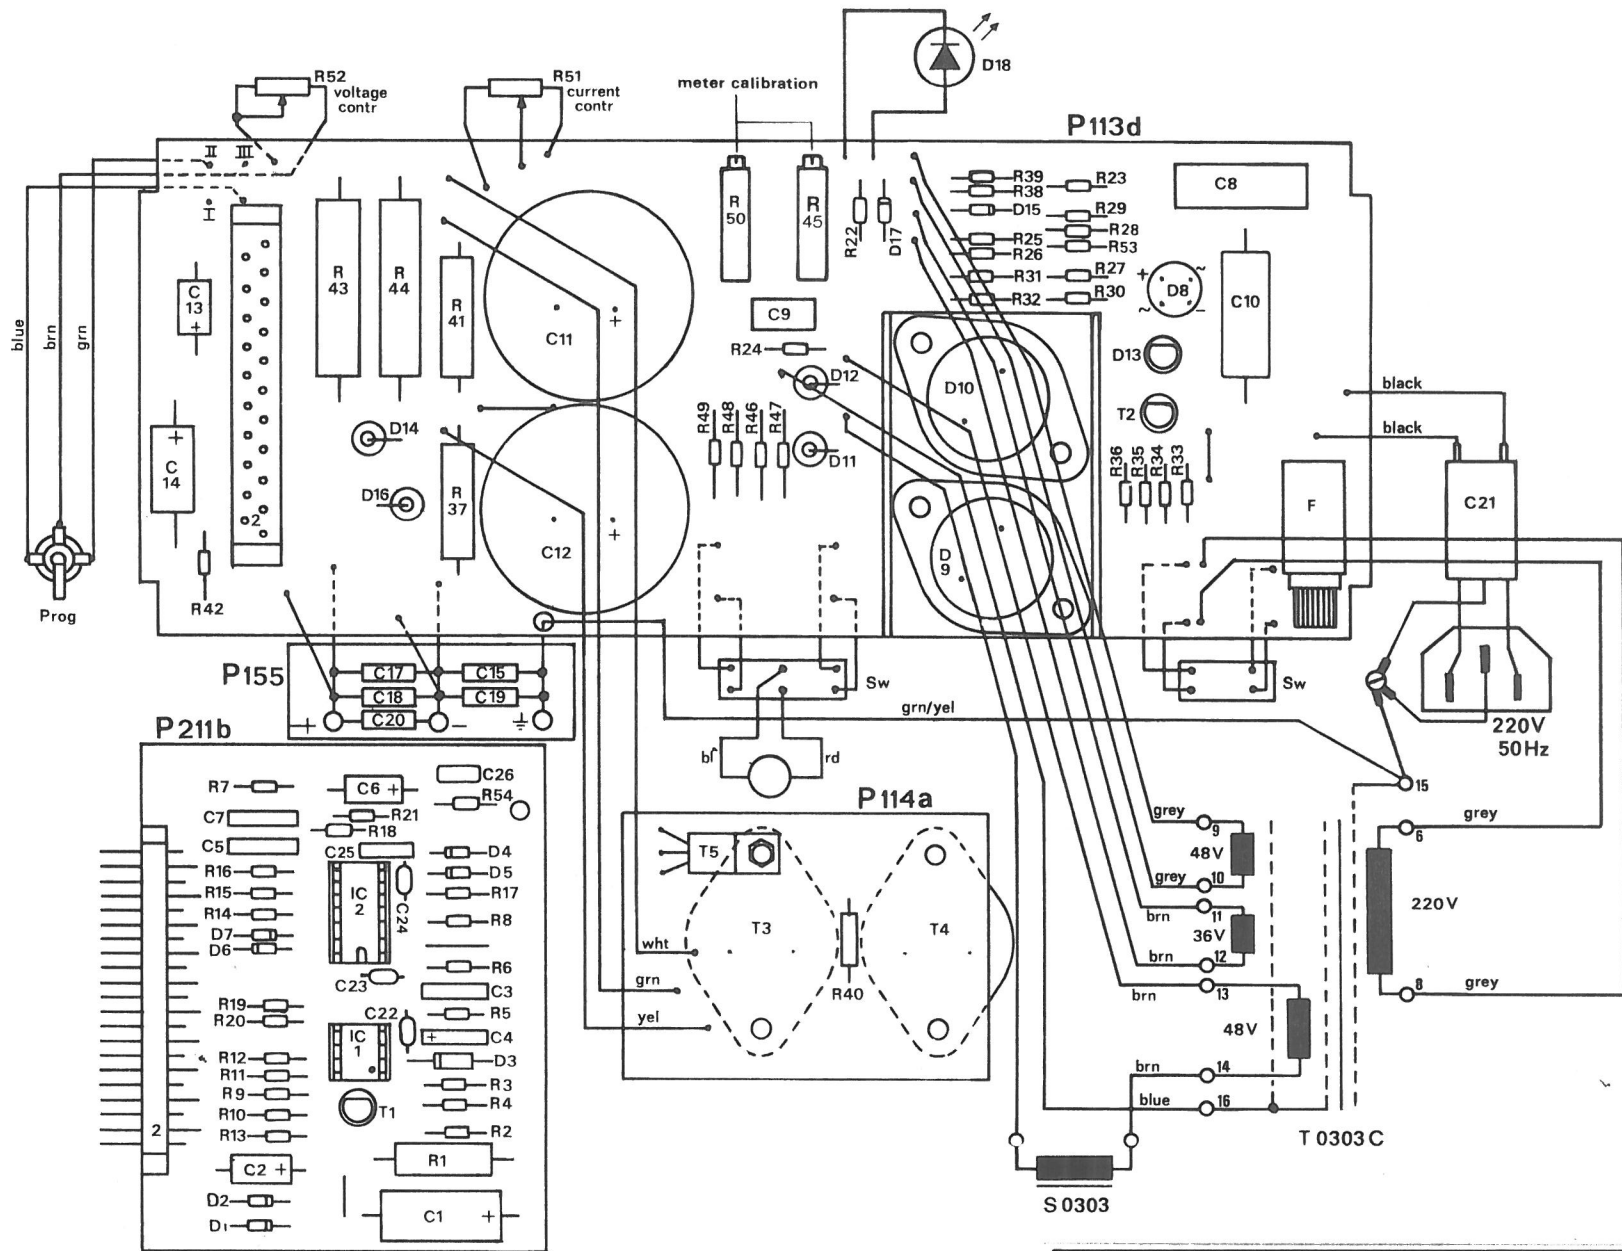 D18
R52
voltage
contr
R51
current
contr
meter calibration
P113d
II
III
I
R39
R38
D15
R25
R26
R31
R32
R23
R29
R28
R53
R27
R30
C8
R
50
R
45
R22
D17
blue
brn
grn
C
13
+
R
43
R
44
R
41
C11
+
C9
R24
D12
D10
+
~
D8
~
–
C10
D13
T2
black
black
R49
R48
R46
R47
D11
D14
D16
+
C
14
2
R
37
C12
+
D
9
R36
R35
R34
R33
F
C21
Prog
R42
P155
C17
C15
C18
C19
+
C20
–
Sw
Sw
grn/yel
220V
50Hz
bl
rd
P211b
R7
C7
C5
R16
R15
R14
D7
D6
R19
R20
R12
R11
R9
R10
R13
C2
+
D2
D1
C6
+
R21
R18
C25
IC
2
C24
C23
C22
IC
1
T1
C26
R54
D4
D5
R17
R8
R6
C3
R5
+
C4
D3
R3
R4
R2
R1
C1
+
2
P114a
T5
T3
T4
R40
wht
grn
yel
15
grey
9
48V
grey
10
brn
11
36V
brn
12
brn
13
48V
brn
14
blue
16
6
grey
220V
8
grey
T0303C
S0303